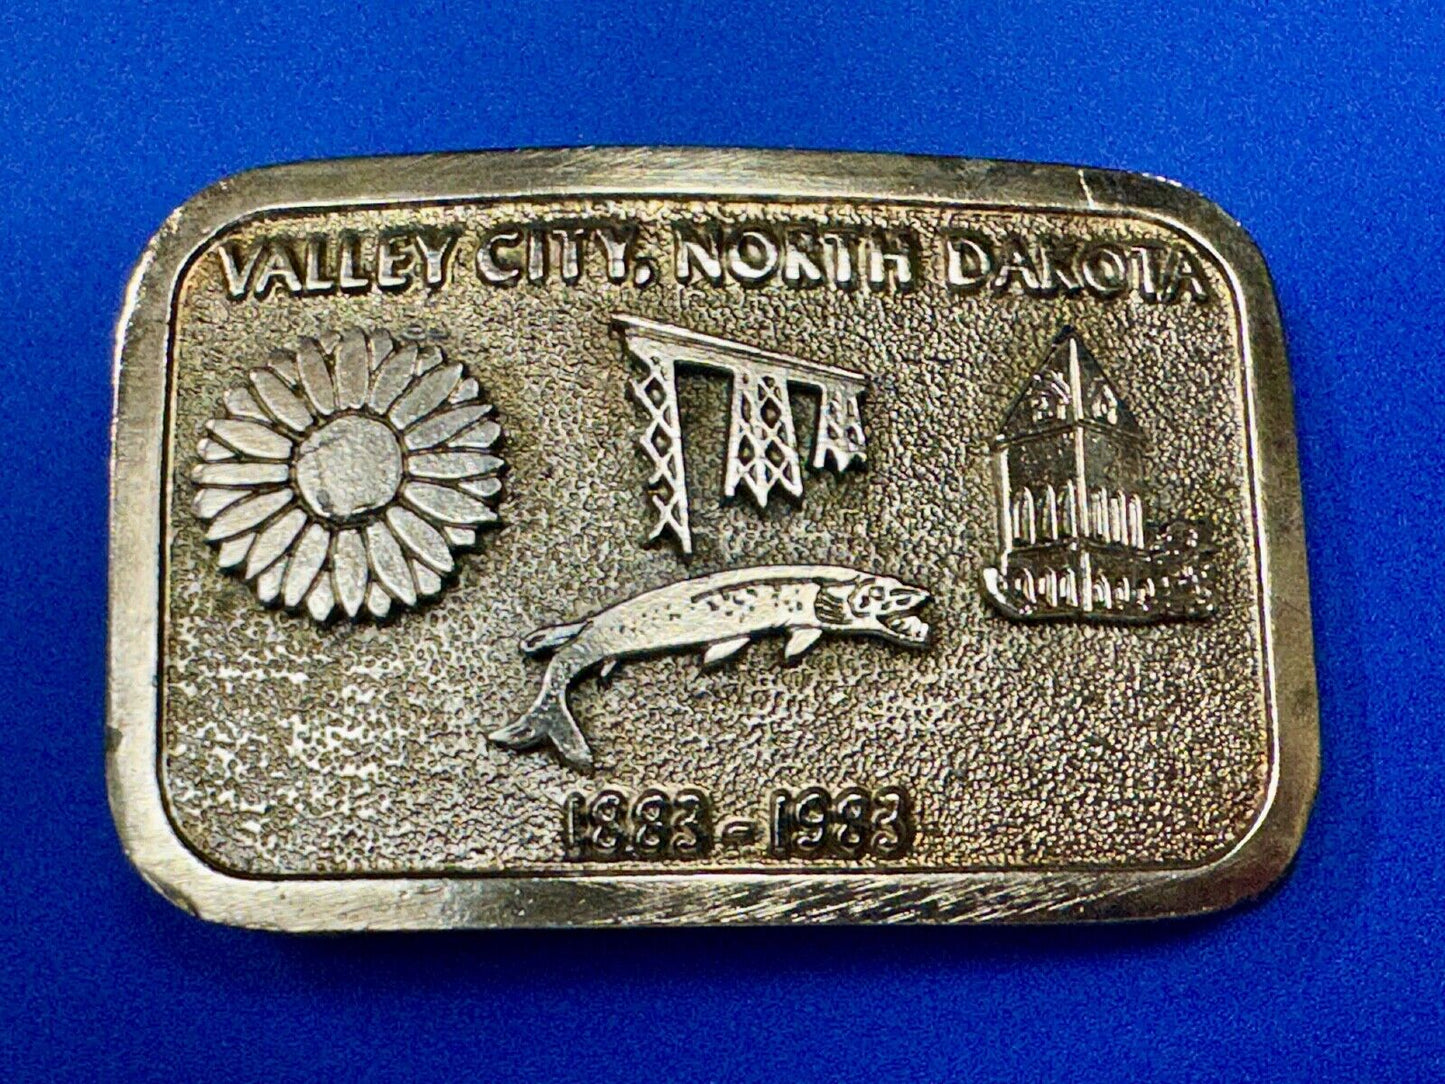 VALLEY CITY, NORTH DAKOTA
1883-1983